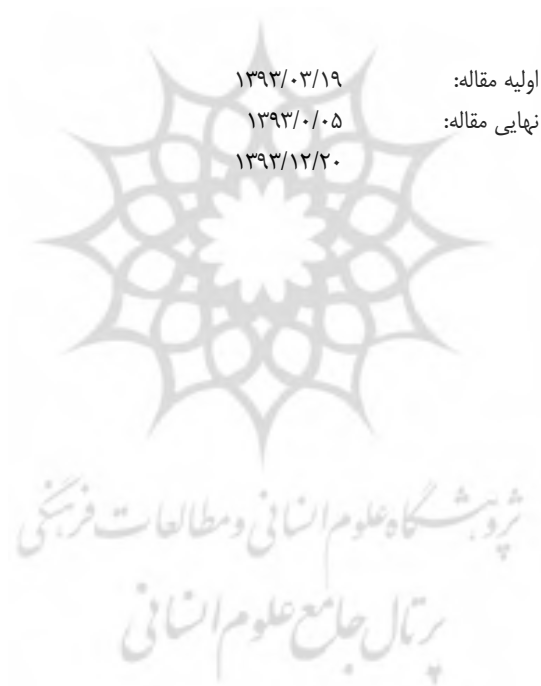 اولیه مقاله: ۱۳۹۳/۰۳/۱۹
نهایی مقاله: ۱۳۹۳/۰/۰۵
۱۳۹۳/۱۲/۲۰
پژوهشگاه علوم انسانی و مطالعات فرهنگی
پرتال جامع علوم انسانی